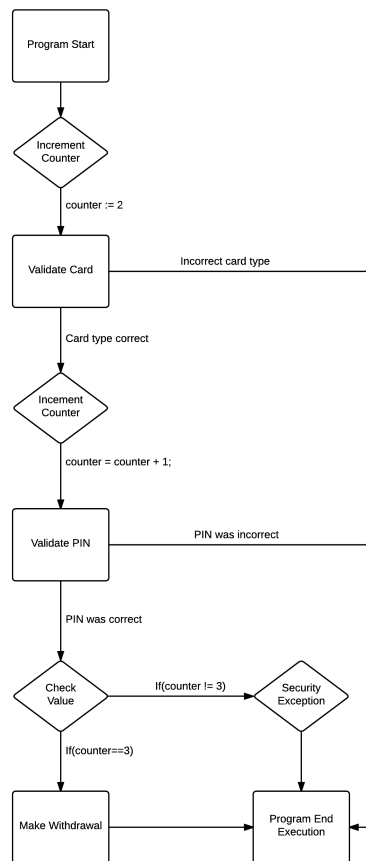 Program Start
Increment
Counter
counter := 2
Validate Card
Incorrect card type
Card type correct
Incement
Counter
counter = counter + 1;
Validate PIN
PIN was incorrect
PIN was correct
Check
Value
If(counter != 3)
Security
Exception
If(counter==3)
Make Withdrawal
Program End
Execution